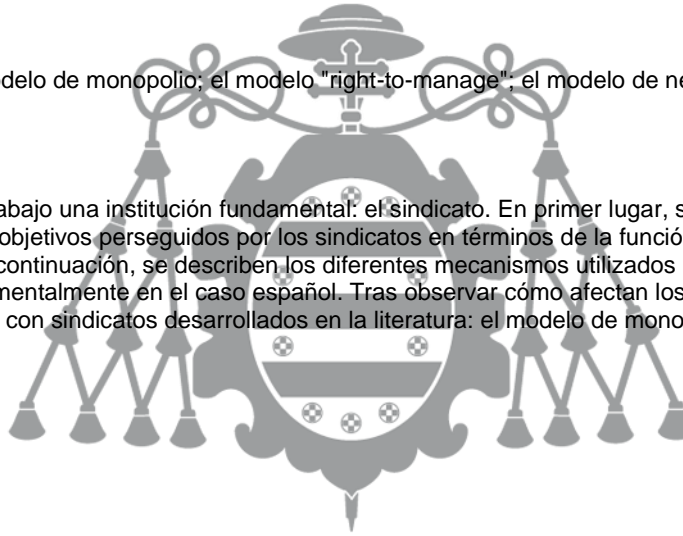 delo de monopolio; el modelo "right-to-manage"; el modelo de ne
abajo una institución fundamental: el sindicato. En primer lugar, s
objetivos perseguidos por los sindicatos en términos de la funció
continuación, se describen los diferentes mecanismos utilizados
mentalmente en el caso español. Tras observar cómo afectan los
con sindicatos desarrollados en la literatura: el modelo de mono